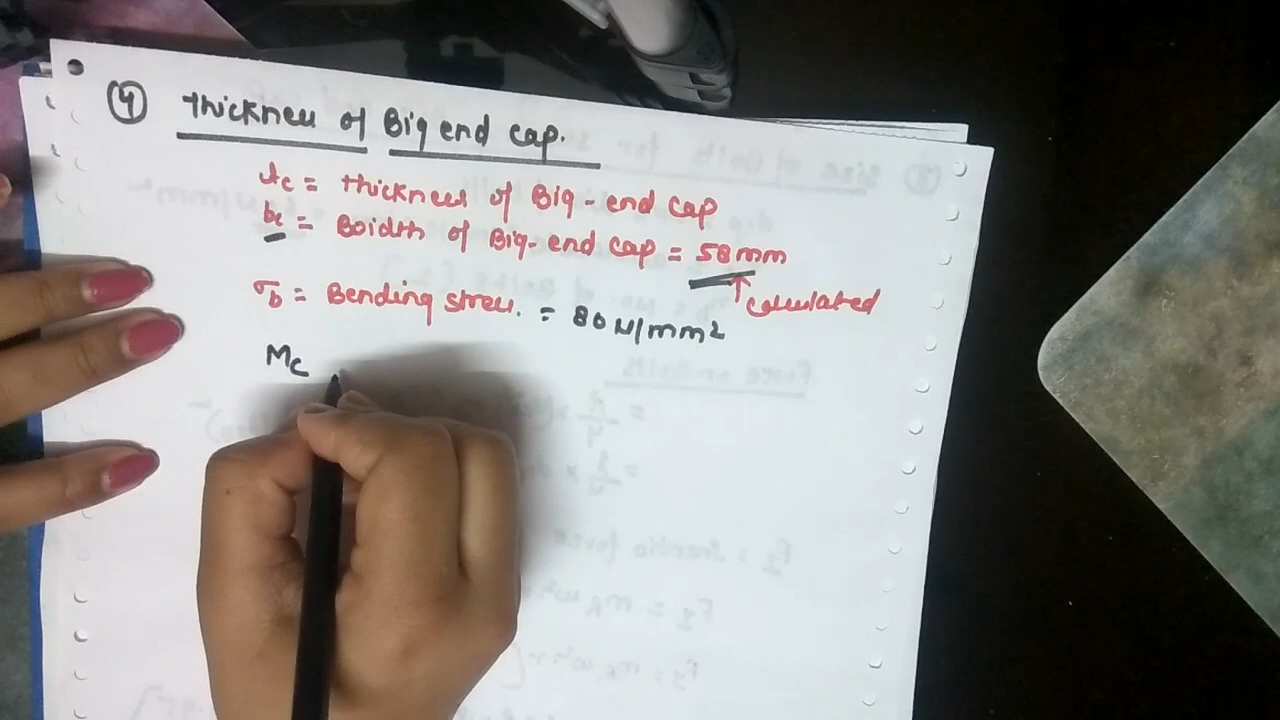 ④ Thickness of Big end cap.
tc = Thickness of Big-end cap
bc = Boidth of Big-end cap = 58mm
↑ calculated
σb = Bending stress. = 80 N/mm2
Mc